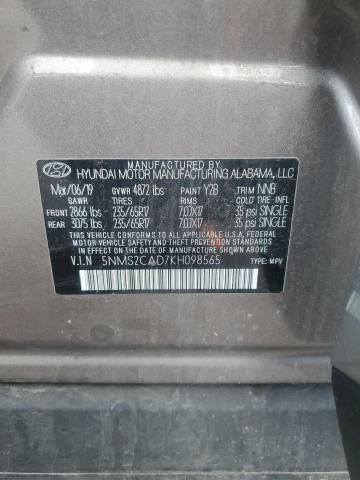 MANUFACTURED BY
HYUNDAI MOTOR MANUFACTURING ALABAMA, LLC
Mar/06/19 GVWR 4872 lbs PAINT Y2B TRIM NNB
GAWR TIRES RIMS COLD TIRE INFL
FRONT 2866 lbs 235/65R17 7.0JX17 35 psi SINGLE
REAR 3075 lbs 235/65R17 7.0JX17 35 psi SINGLE
THIS VEHICLE CONFORMS TO ALL APPLICABLE FEDERAL MOTOR VEHICLE SAFETY, BUMPER,
AND THEFT PREVENTION STANDARDS IN EFFECT ON THE DATE OF MANUFACTURE SHOWN ABOVE.
V.I.N 5NMS2CAD7KH098565 TYPE: MPV